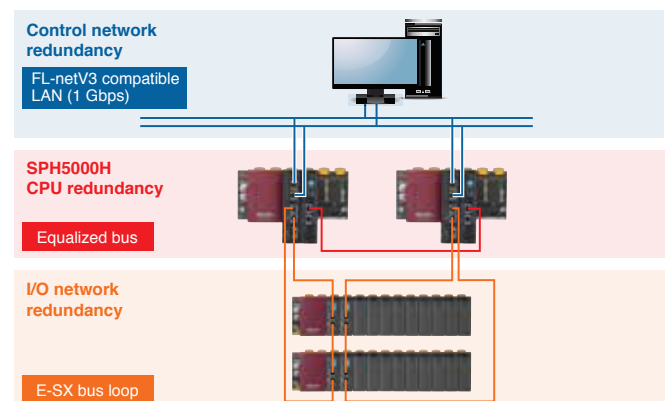 Control network
redundancy
FL-netV3 compatible
LAN (1 Gbps)
SPH5000H
CPU redundancy
Equalized bus
I/O network
redundancy
E-SX bus loop